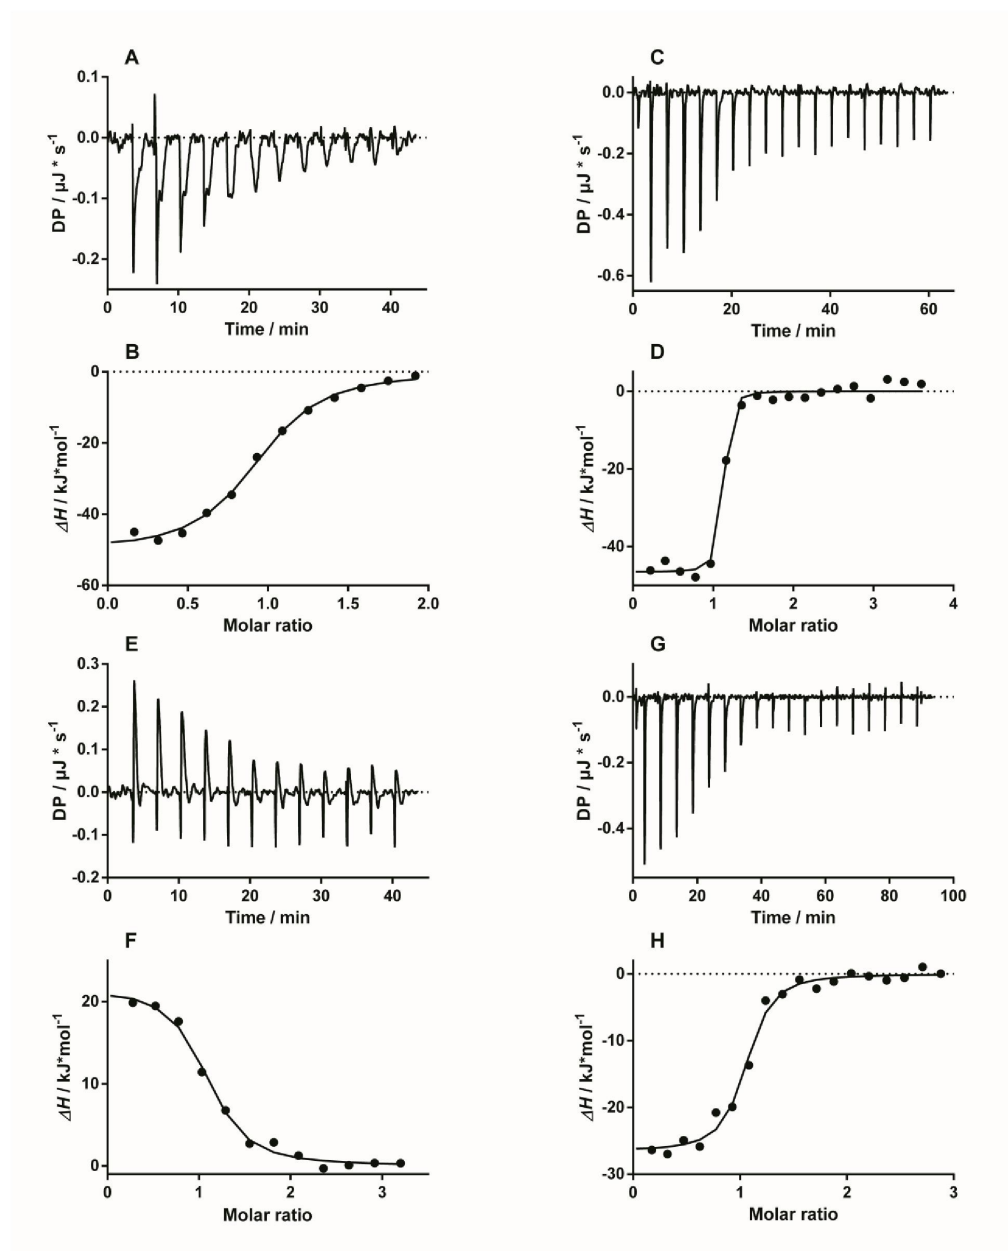 A
0.1
0.0
-0.1
-0.2
DP / µJ * s-1
0 10 20 30 40
Time / min
C
0.0
-0.2
-0.4
-0.6
DP / µJ * s-1
0 20 40 60
Time / min
B
0
-20
-40
-60
ΔH / kJ*mol-1
0.0 0.5 1.0 1.5 2.0
Molar ratio
D
0
-20
-40
ΔH / kJ*mol-1
0 1 2 3 4
Molar ratio
E
0.3
0.2
0.1
0.0
-0.1
-0.2
DP / µJ * s-1
0 10 20 30 40
Time / min
G
0.0
-0.2
-0.4
DP / µJ * s-1
0 20 40 60 80 100
Time / min
F
20
10
0
ΔH / kJ*mol-1
0 1 2 3
Molar ratio
H
0
-10
-20
-30
ΔH / kJ*mol-1
0 1 2 3
Molar ratio